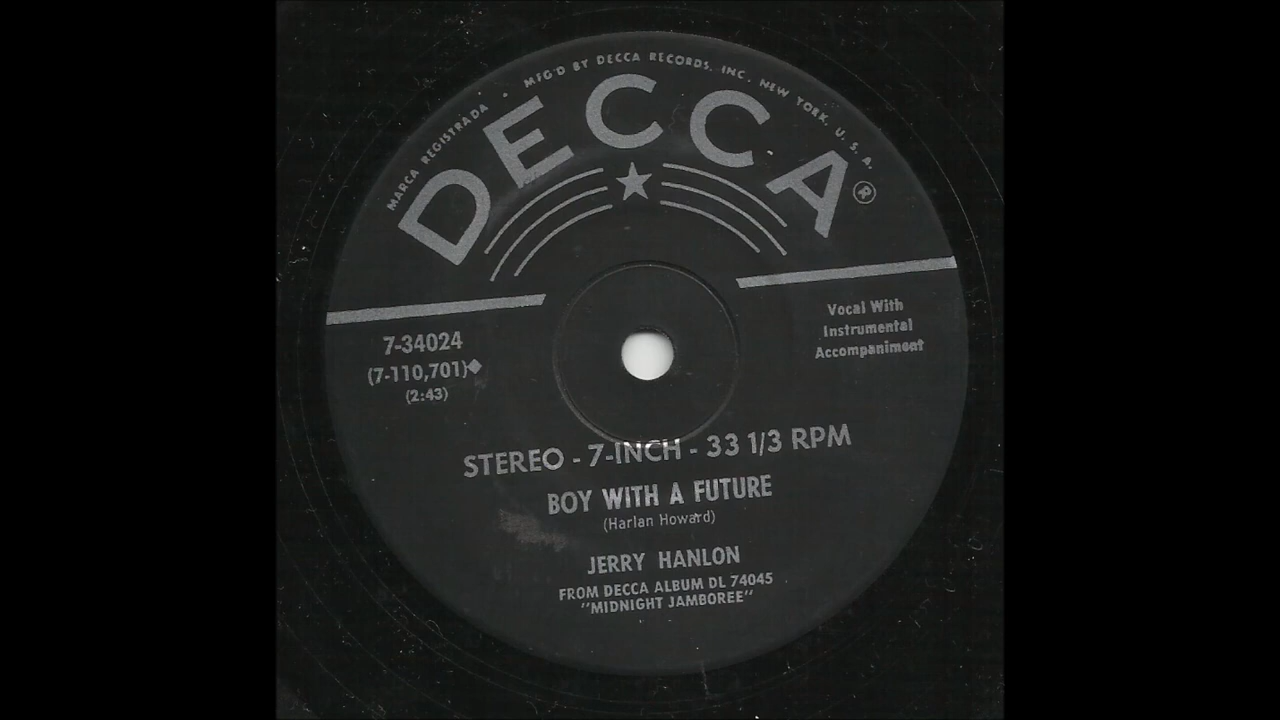 MARCA REGISTRADA • MFG'D BY DECCA RECORDS, INC., NEW YORK, U. S. A.
DECCA®
7-34024
(7-110,701)◆
(2:43)
Vocal With
Instrumental
Accompaniment
STEREO - 7-INCH - 33 1/3 RPM
BOY WITH A FUTURE
(Harlan Howard)
JERRY HANLON
FROM DECCA ALBUM DL 74045
"MIDNIGHT JAMBOREE"